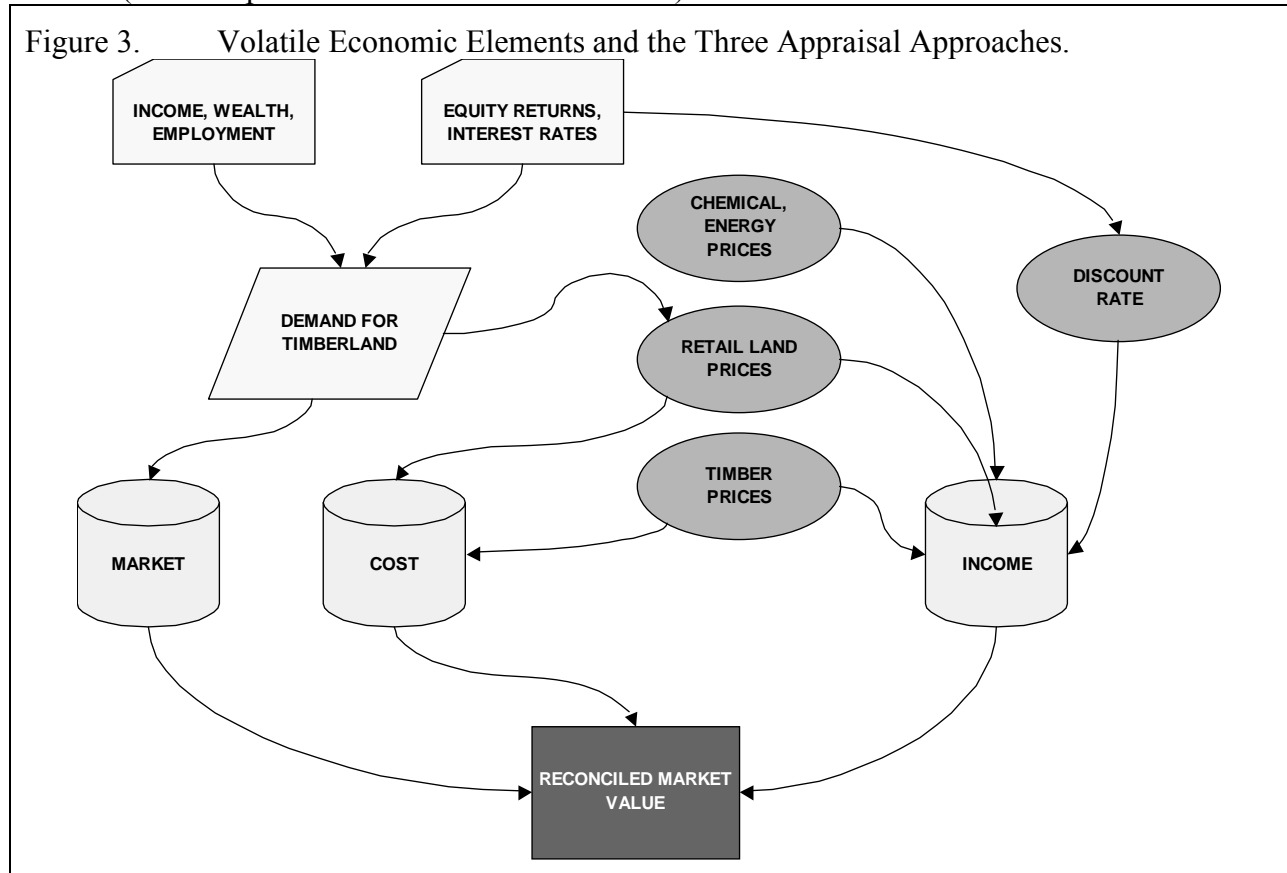 Figure 3. Volatile Economic Elements and the Three Appraisal Approaches.
INCOME, WEALTH,
EMPLOYMENT
EQUITY RETURNS,
INTEREST RATES
CHEMICAL,
ENERGY
PRICES
DISCOUNT
RATE
DEMAND FOR
TIMBERLAND
RETAIL LAND
PRICES
TIMBER
PRICES
MARKET
COST
INCOME
RECONCILED MARKET
VALUE